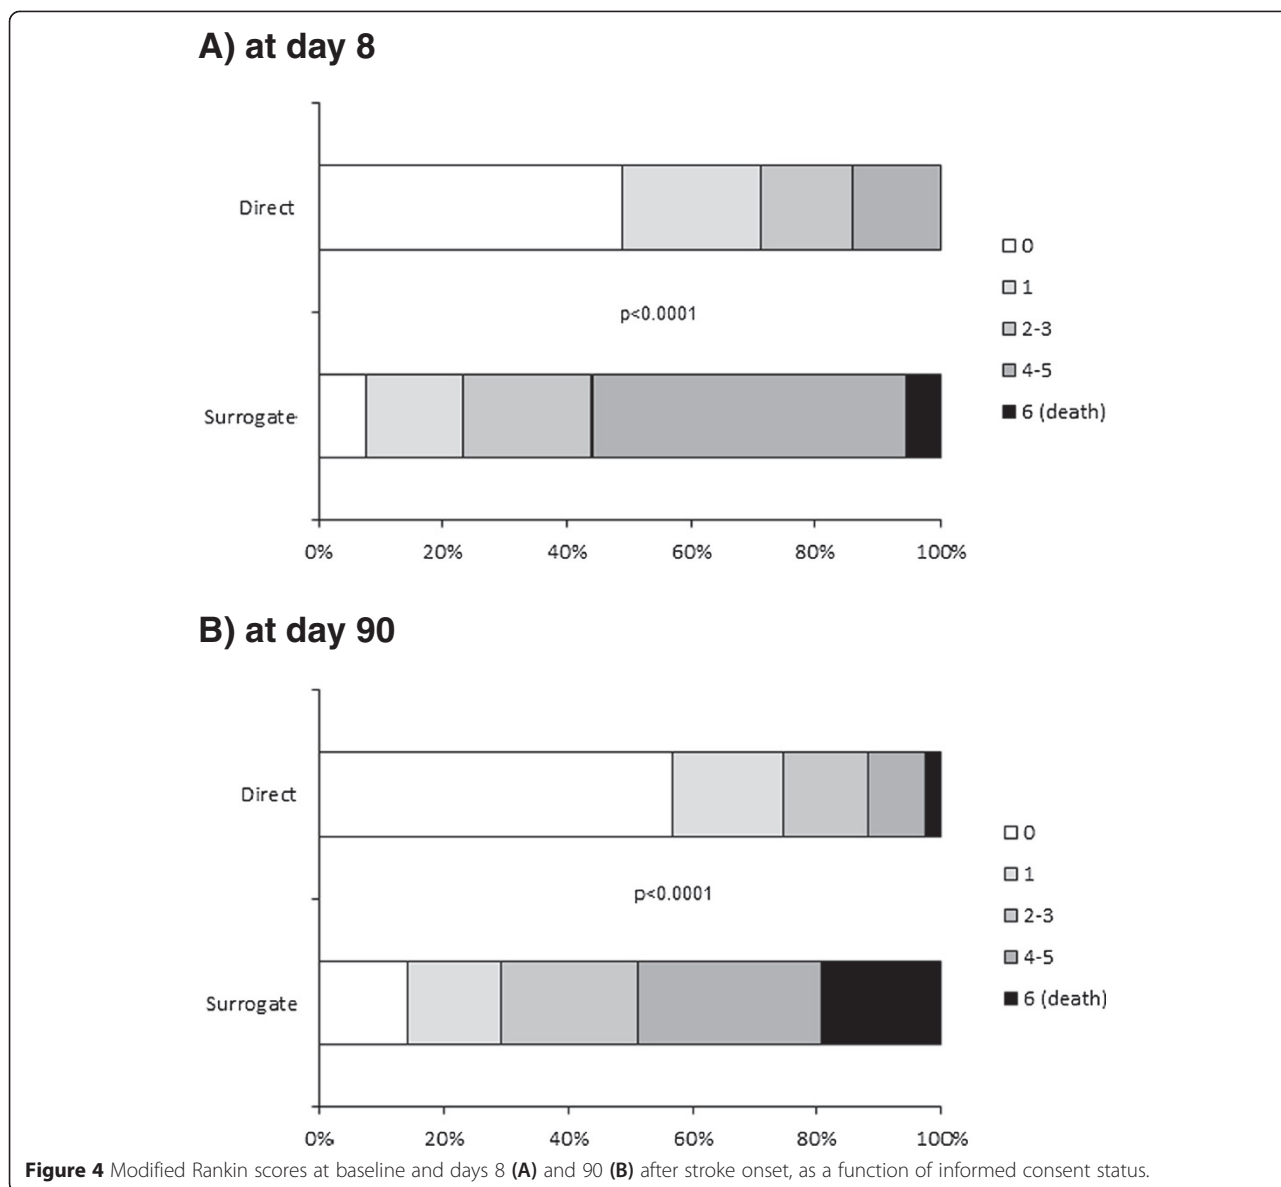 A) at day 8
Direct
p<0.0001
Surrogate
0
1
2-3
4-5
6 (death)
0% 20% 40% 60% 80% 100%
B) at day 90
Direct
p<0.0001
Surrogate
0
1
2-3
4-5
6 (death)
0% 20% 40% 60% 80% 100%
Figure 4 Modified Rankin scores at baseline and days 8 (A) and 90 (B) after stroke onset, as a function of informed consent status.